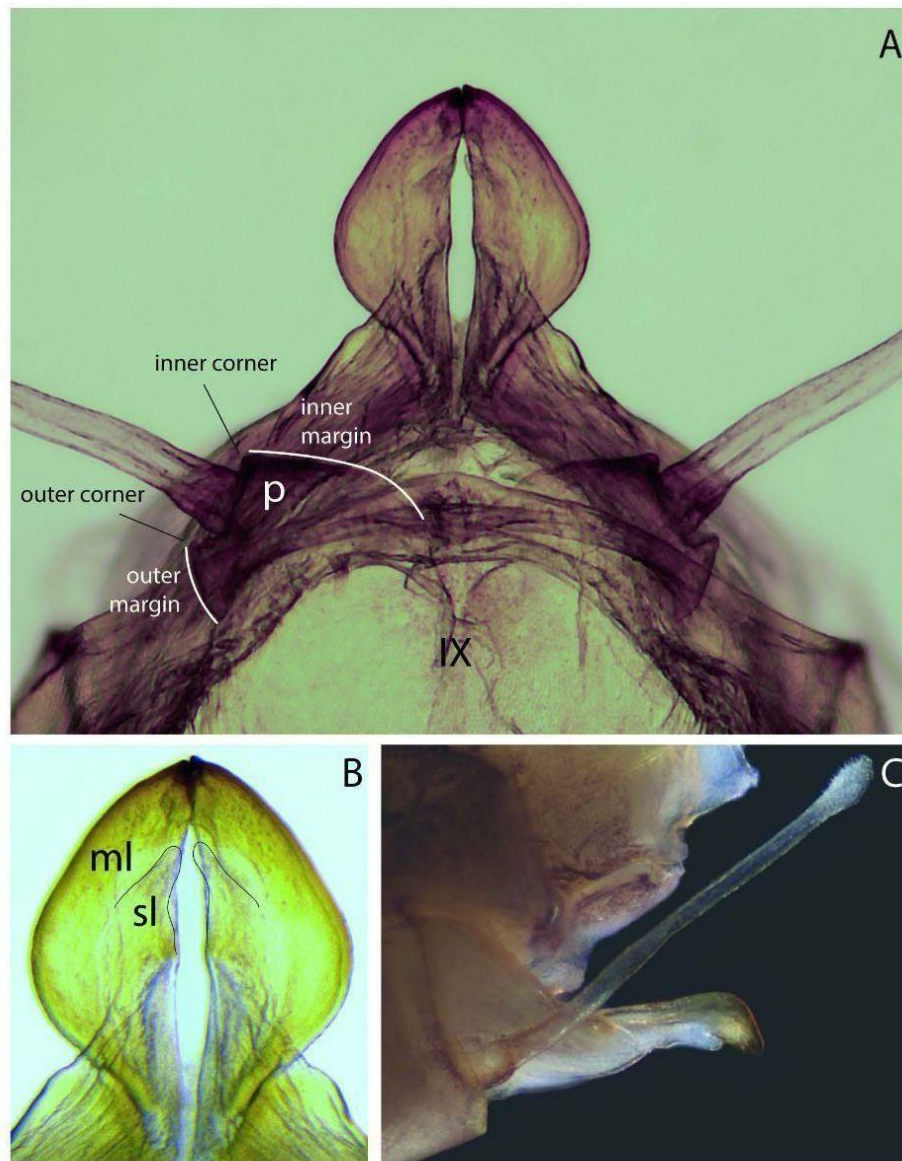 A
inner corner
inner
margin
p
outer corner
outer
margin
IX
B
ml
sl
C